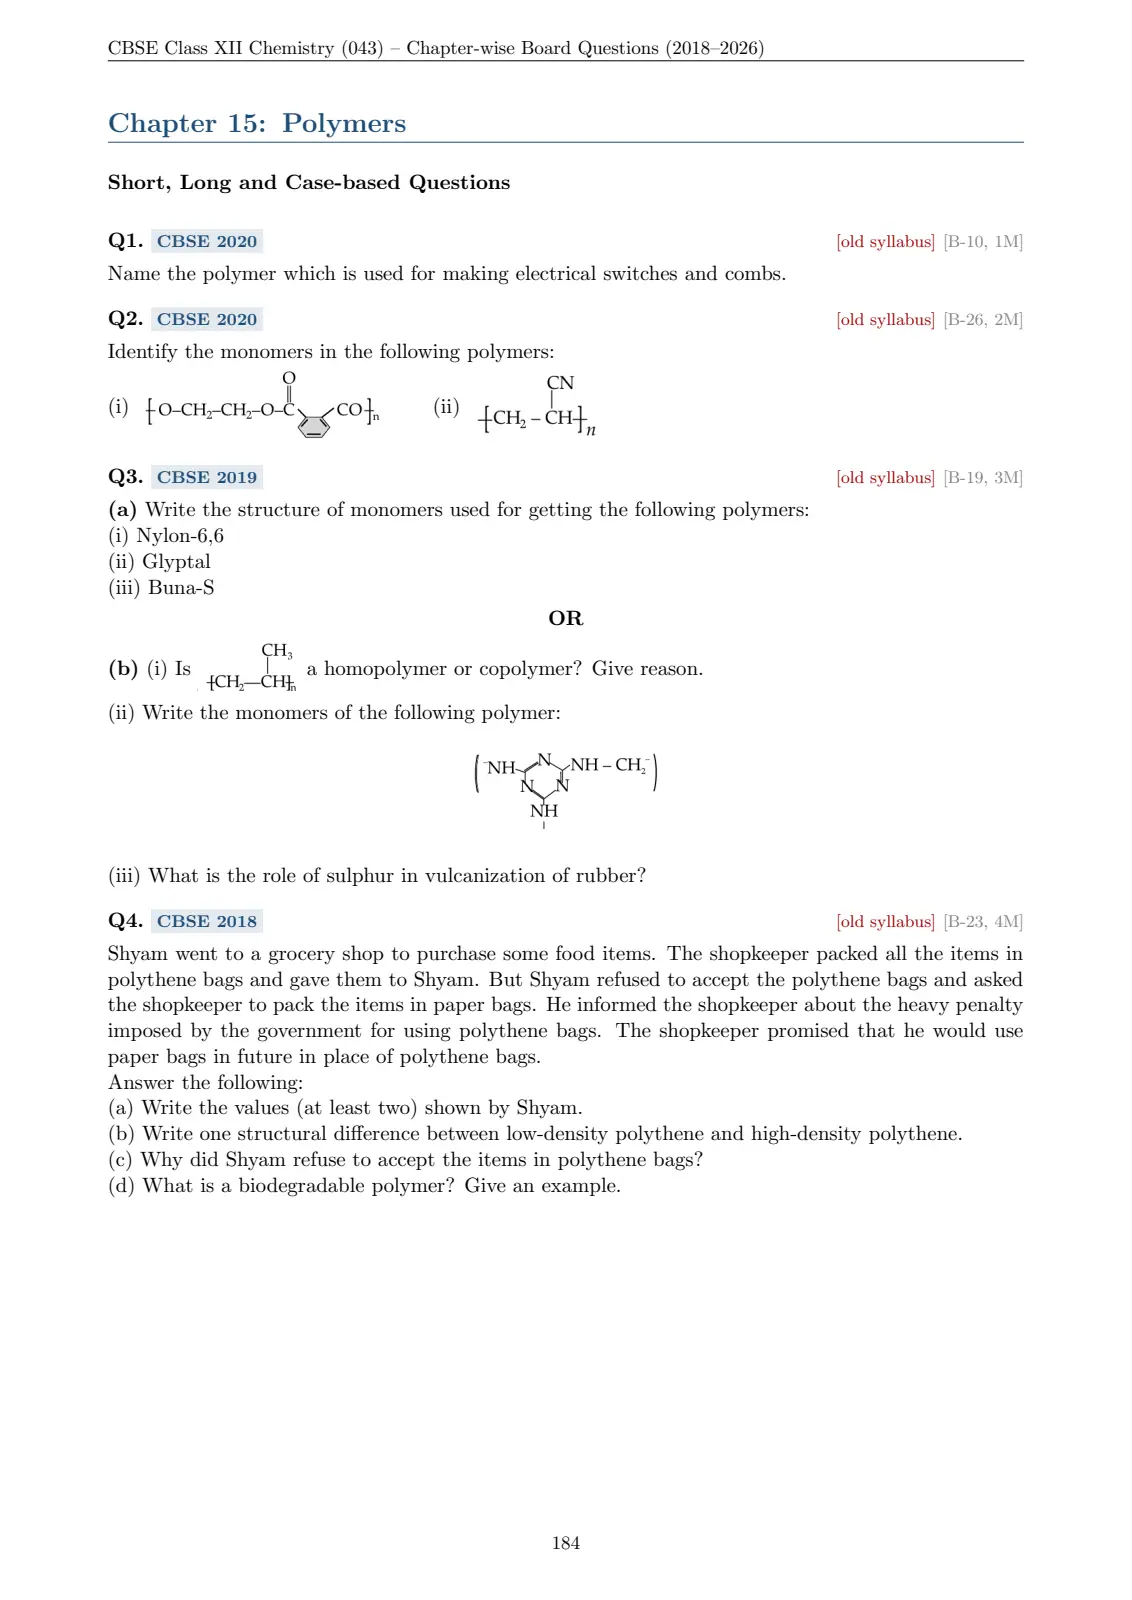 CBSE Class XII Chemistry (043) – Chapter-wise Board Questions (2018–2026)
Chapter 15: Polymers
Short, Long and Case-based Questions
Q1. CBSE 2020 [old syllabus] [B-10, 1M]
Name the polymer which is used for making electrical switches and combs.
Q2. CBSE 2020 [old syllabus] [B-26, 2M]
Identify the monomers in the following polymers:
O
CN
(i) [O–CH₂–CH₂–O–C CO]n (ii) [CH₂ – CH]n
Q3. CBSE 2019 [old syllabus] [B-19, 3M]
(a) Write the structure of monomers used for getting the following polymers:
(i) Nylon-6,6
(ii) Glyptal
(iii) Buna-S
OR
CH₃
(b) (i) Is [CH₂—CH]n a homopolymer or copolymer? Give reason.
(ii) Write the monomers of the following polymer:
(–NH N NH – CH₂–)
N N
NH
(iii) What is the role of sulphur in vulcanization of rubber?
Q4. CBSE 2018 [old syllabus] [B-23, 4M]
Shyam went to a grocery shop to purchase some food items. The shopkeeper packed all the items in
polythene bags and gave them to Shyam. But Shyam refused to accept the polythene bags and asked
the shopkeeper to pack the items in paper bags. He informed the shopkeeper about the heavy penalty
imposed by the government for using polythene bags. The shopkeeper promised that he would use
paper bags in future in place of polythene bags.
Answer the following:
(a) Write the values (at least two) shown by Shyam.
(b) Write one structural difference between low-density polythene and high-density polythene.
(c) Why did Shyam refuse to accept the items in polythene bags?
(d) What is a biodegradable polymer? Give an example.
184